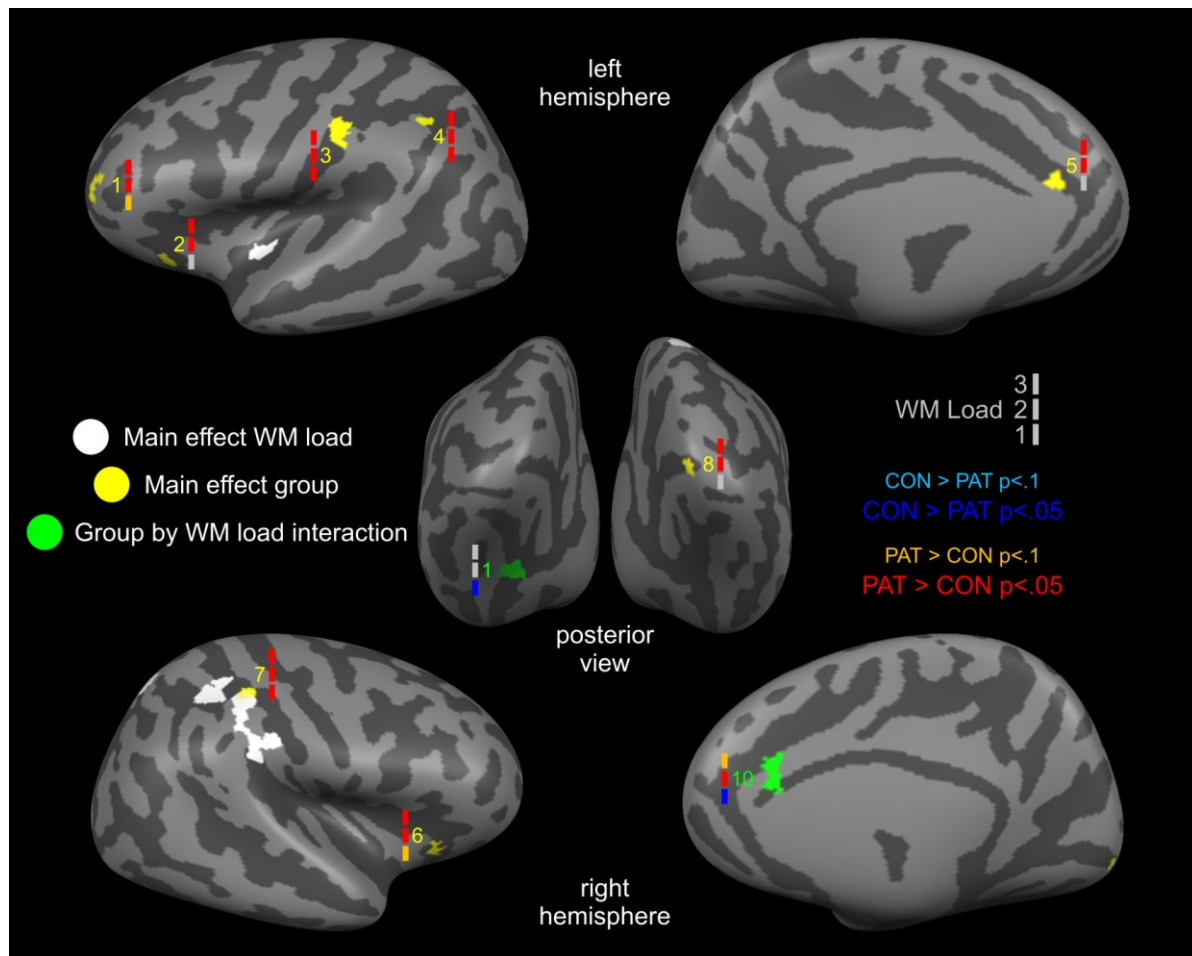 left
hemisphere
1
2
3
4
5
Main effect WM load
Main effect group
Group by WM load interaction
1
8
posterior
view
3
WM Load 2
1
CON > PAT p<.1
CON > PAT p<.05
PAT > CON p<.1
PAT > CON p<.05
7
6
10
right
hemisphere